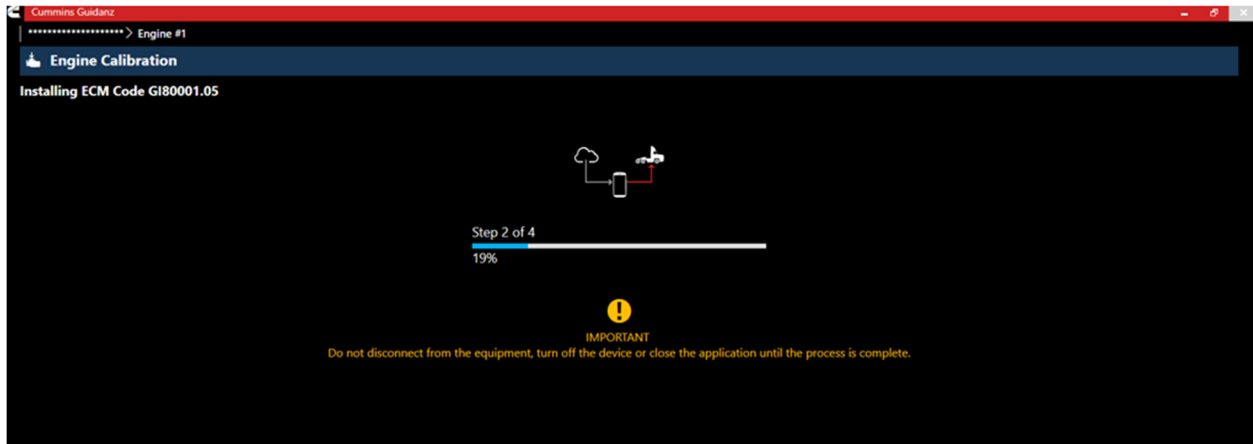 Cummins Guidanz
********************> Engine #1
Engine Calibration
Installing ECM Code GI80001.05
Step 2 of 4
19%
IMPORTANT
Do not disconnect from the equipment, turn off the device or close the application until the process is complete.